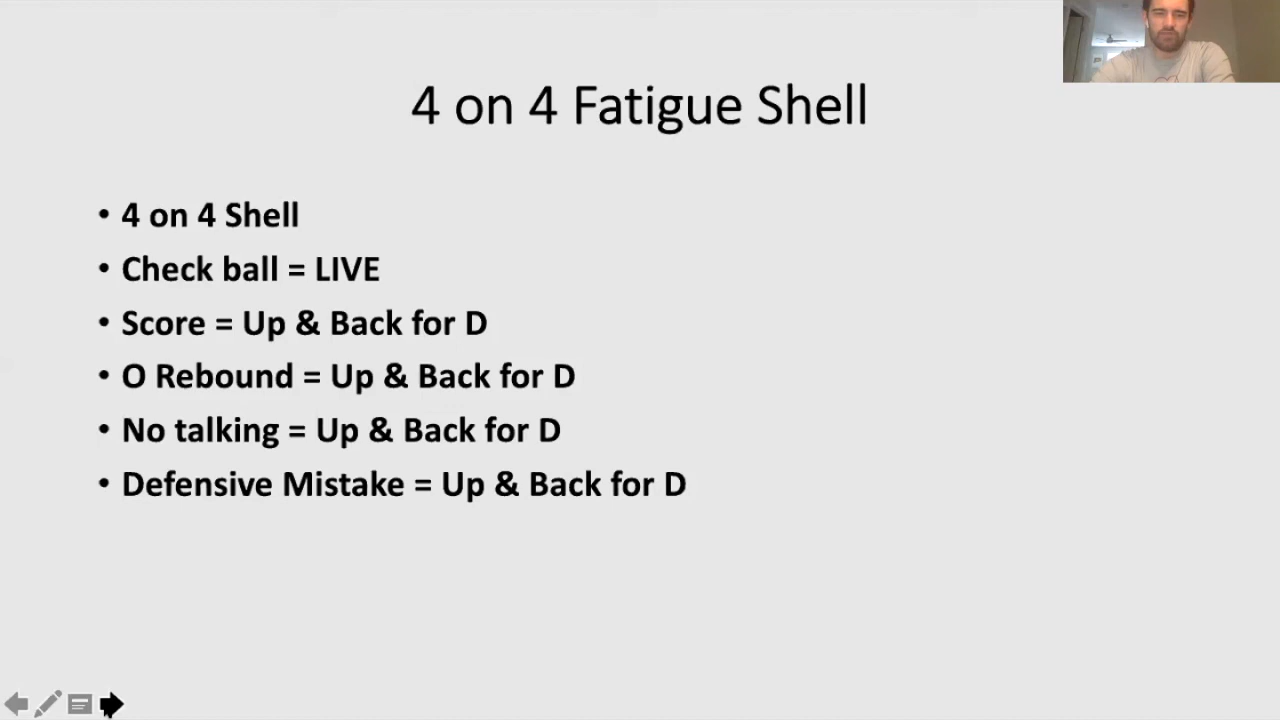 4 on 4 Fatigue Shell
• 4 on 4 Shell
• Check ball = LIVE
• Score = Up & Back for D
• O Rebound = Up & Back for D
• No talking = Up & Back for D
• Defensive Mistake = Up & Back for D